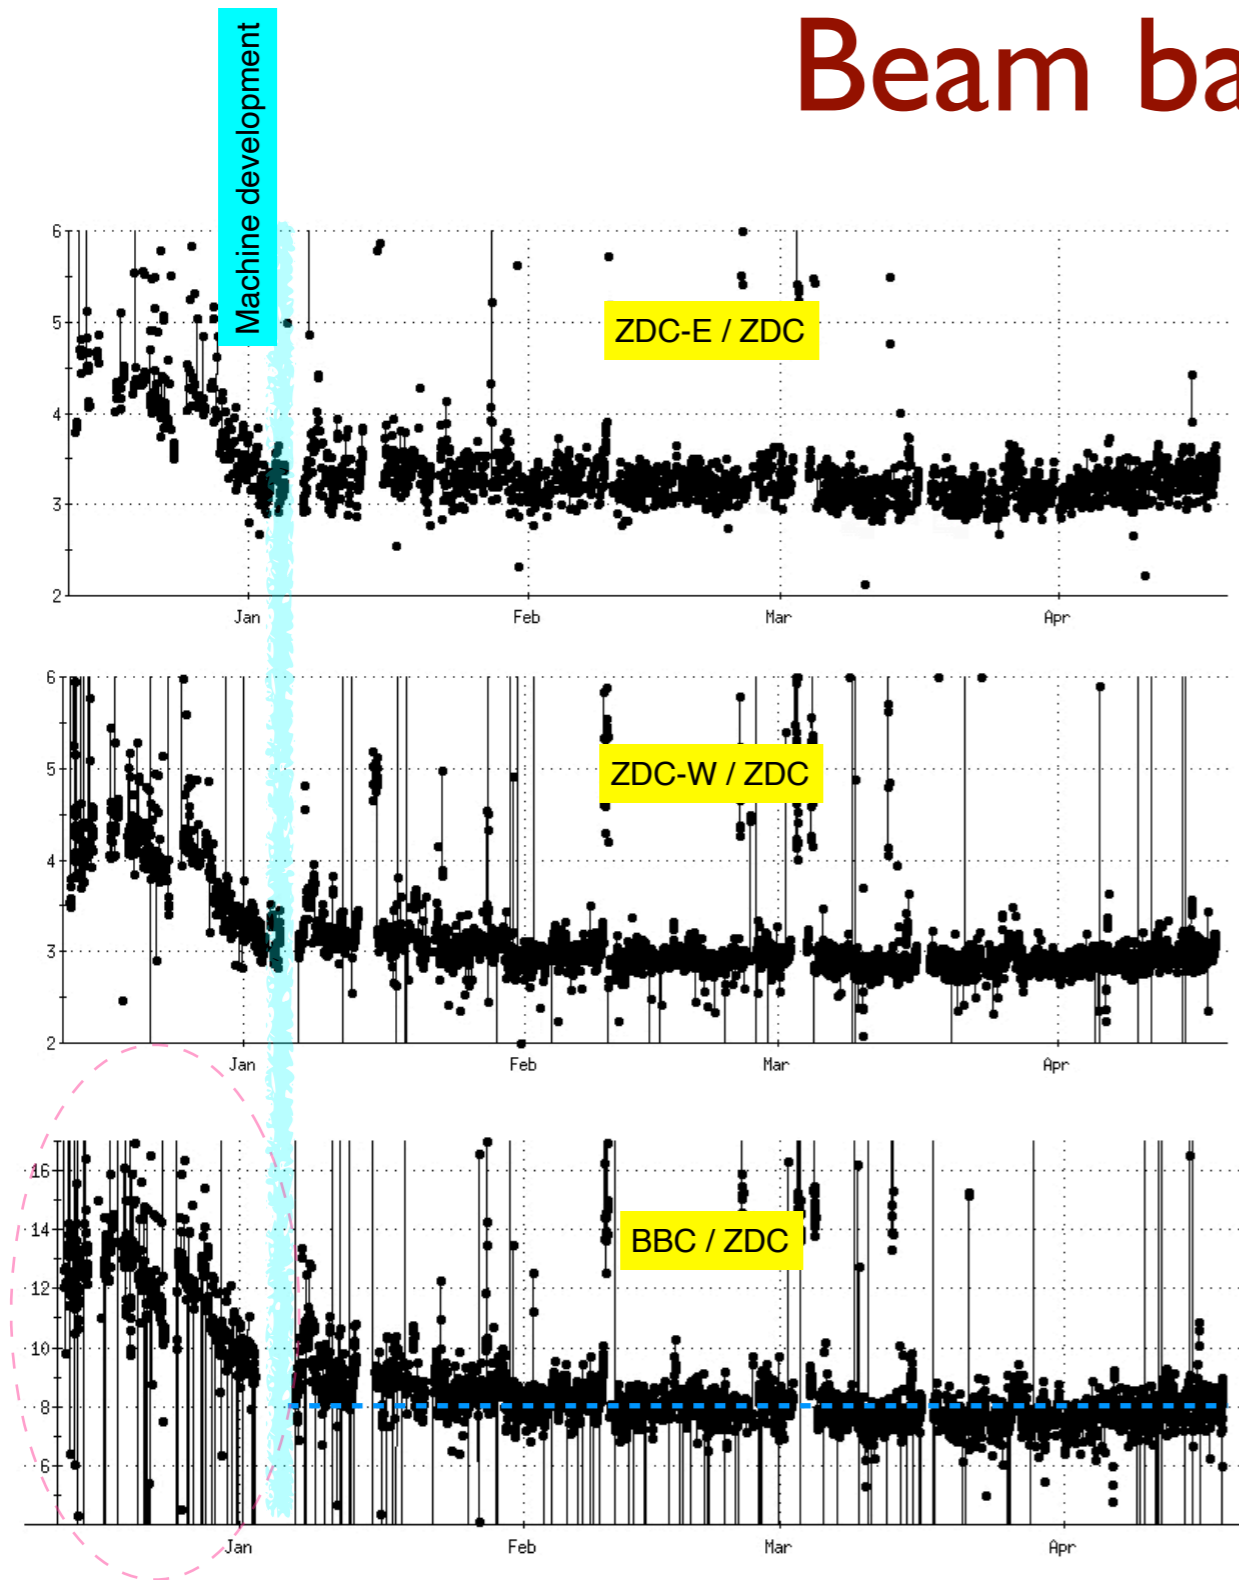 Beam ba
Machine development
6
5
4
3
2
ZDC-E / ZDC
Jan
Feb
Mar
Apr
6
5
4
3
2
ZDC-W / ZDC
Jan
Feb
Mar
Apr
16
14
12
10
8
6
BBC / ZDC
Jan
Feb
Mar
Apr